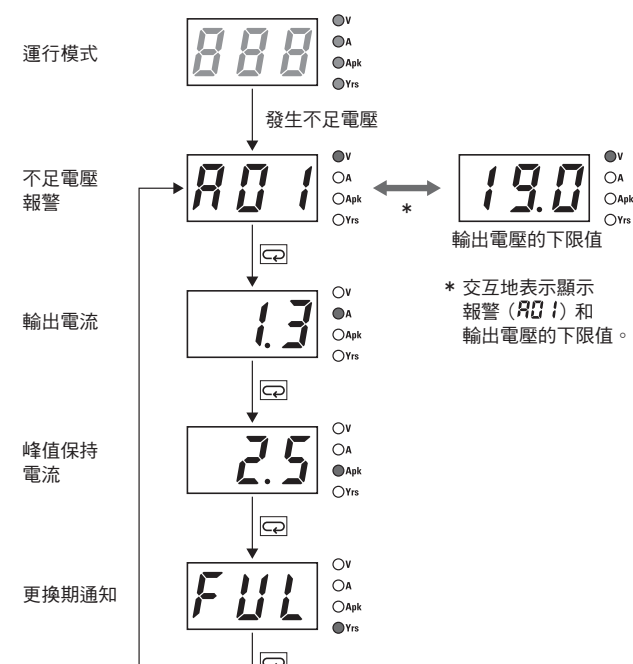 運行模式
888
V
A
Apk
Yrs
發生不足電壓
不足電壓
報警
A01
V
A
Apk
Yrs
*
19.0
V
A
Apk
Yrs
輸出電壓的下限值
* 交互地表示顯示
報警（A01）和
輸出電壓的下限值。
輸出電流
1.3
V
A
Apk
Yrs
峰值保持
電流
2.5
V
A
Apk
Yrs
更換期通知
FUL
V
A
Apk
Yrs